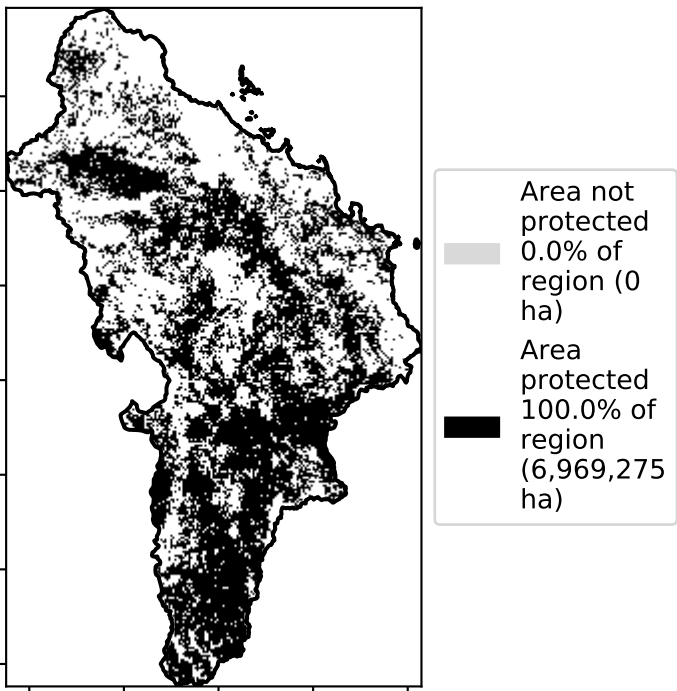 Area not
protected
0.0% of
region (0
ha)
Area
protected
100.0% of
region
(6,969,275
ha)